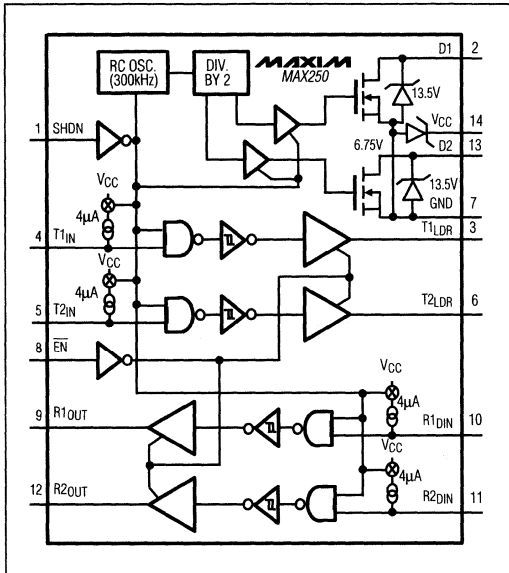 RC OSC.
(300kHz)
DIV.
BY 2
MAXIM
MAX250
D1 2
13.5V
1 SHDN
VCC 14
6.75V
D2 13
VCC
4µA
13.5V
GND 7
4 T1IN
T1LDR 3
VCC
4µA
5 T2IN
T2LDR 6
8 EN
VCC
4µA
9 R1OUT
R1DIN 10
VCC
4µA
12 R2OUT
R2DIN 11